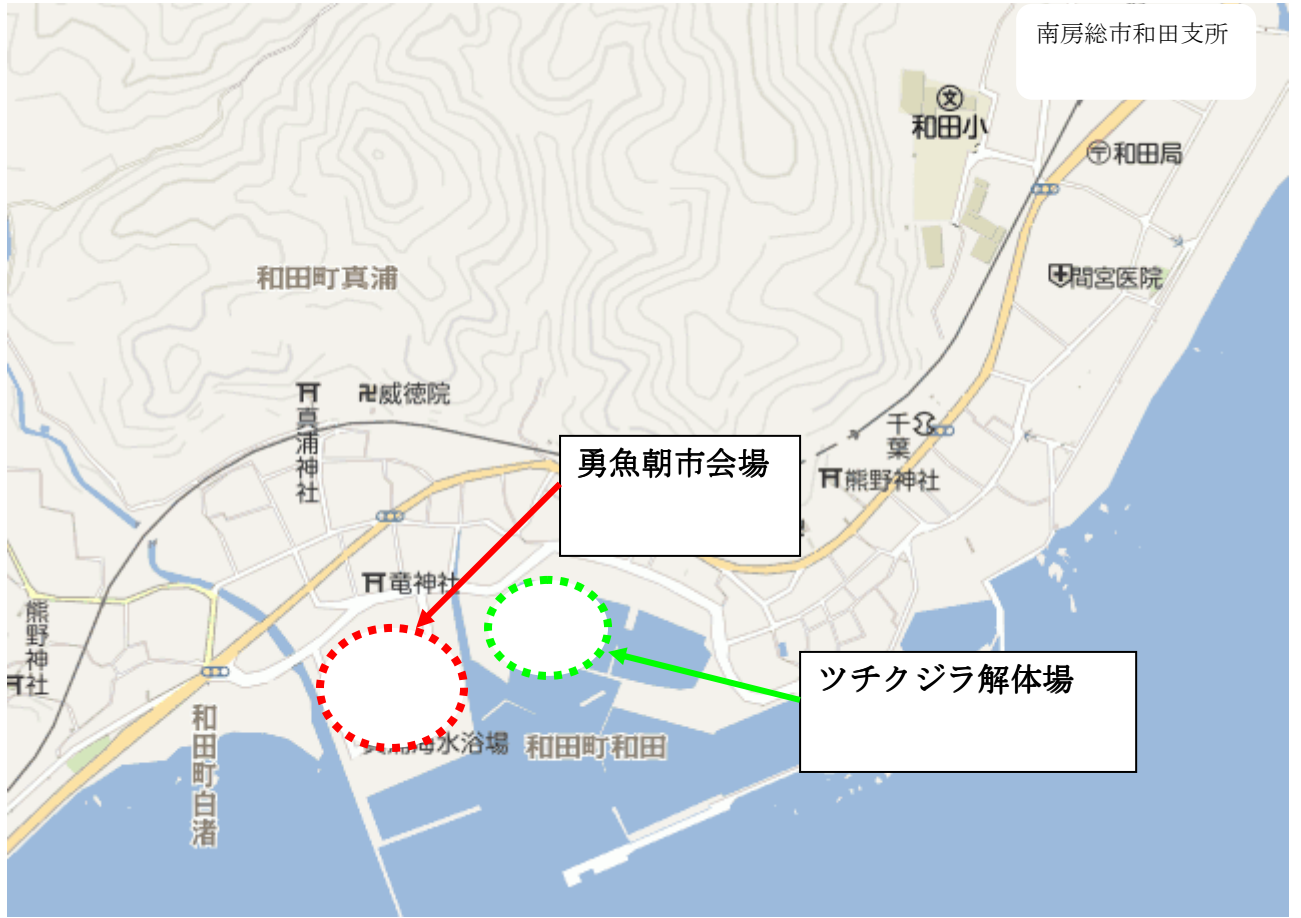 南房総市和田支所
和田小
和田局
和田町真浦
間宮医院
威徳院
真浦神社
千葉
勇魚朝市会場
熊野神社
竜神社
熊野神社
ツチクジラ解体場
和田町白渚
海水浴場
和田町和田